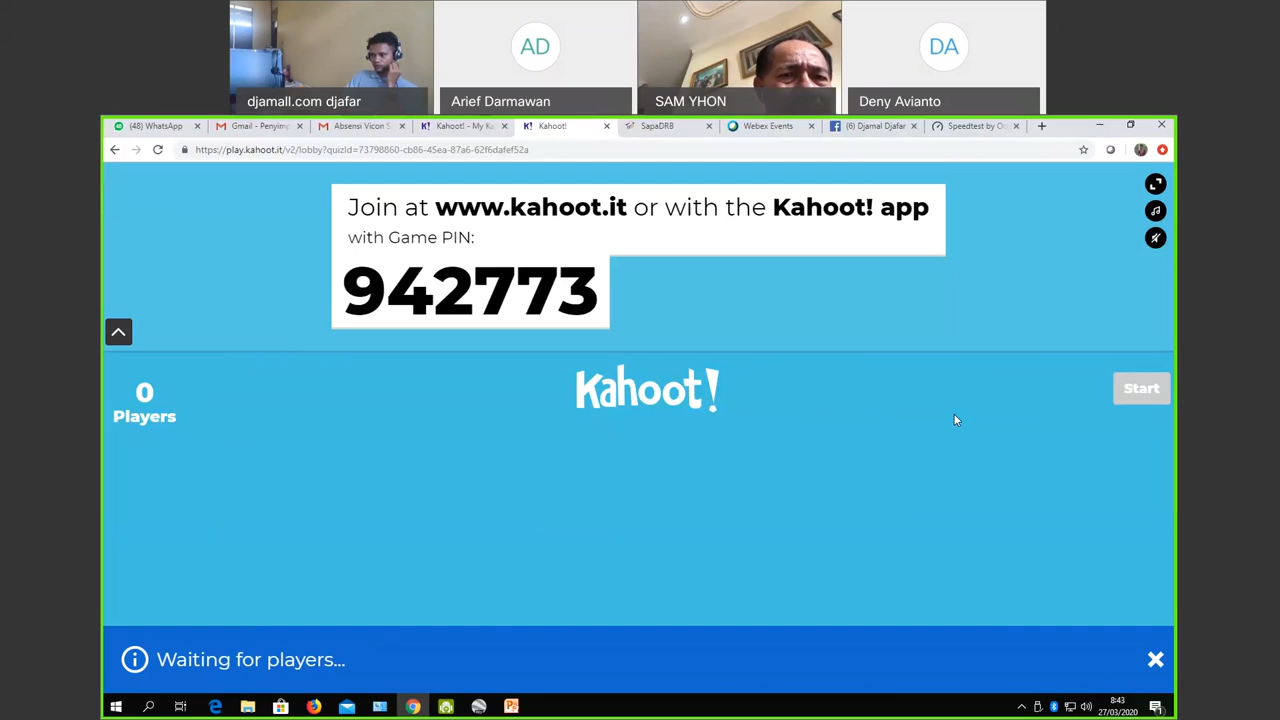 AD
DA
djamall.com djafar
Arief Darmawan
SAM YHON
Deny Avianto
(48) WhatsApp
Gmail - Penyimp
Absensi Vicon S
Kahoot! - My Ka
Kahoot!
SapaDRB
Webex Events
(6) Djamal Djafar
Speedtest by Oo
https://play.kahoot.it/v2/lobby?quizId=73798860-cb86-45ea-87a6-62f6dafef52a
Join at www.kahoot.it or with the Kahoot! app
with Game PIN:
942773
0
Players
Kahoot!
Start
Waiting for players...
8:43
27/03/2020